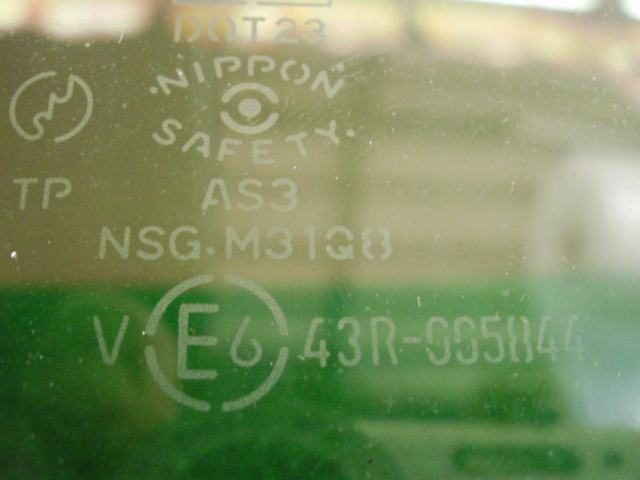 DOT23
NIPPON
SAFETY
TP AS3
NSG.M31Q8
V E6 43R-005844